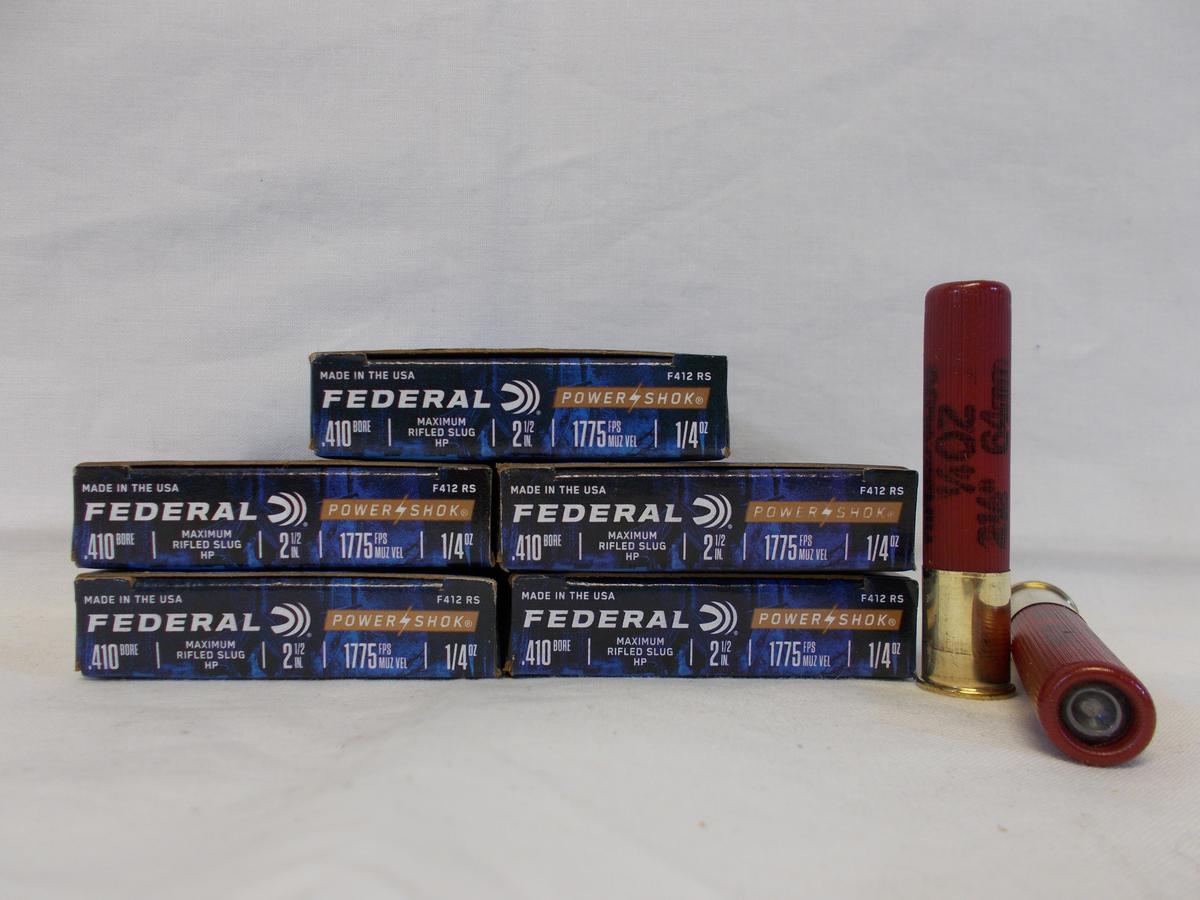 MADE IN THE USA F412 RS
FEDERAL® POWER SHOK®
.410 BORE MAXIMUM RIFLED SLUG HP 2 1/2 IN. 1775 FPS MUZ VEL 1/4 OZ
MADE IN THE USA F412 RS
FEDERAL® POWER SHOK®
.410 BORE MAXIMUM RIFLED SLUG HP 2 1/2 IN. 1775 FPS MUZ VEL 1/4 OZ
MADE IN THE USA F412 RS
FEDERAL® POWER SHOK®
.410 BORE MAXIMUM RIFLED SLUG HP 2 1/2 IN. 1775 FPS MUZ VEL 1/4 OZ
MADE IN THE USA F412 RS
FEDERAL® POWER SHOK®
.410 BORE MAXIMUM RIFLED SLUG HP 2 1/2 IN. 1775 FPS MUZ VEL 1/4 OZ
MADE IN THE USA F412 RS
FEDERAL® POWER SHOK®
.410 BORE MAXIMUM RIFLED SLUG HP 2 1/2 IN. 1775 FPS MUZ VEL 1/4 OZ
1/4 OZ
2 1/2 IN. 64mm